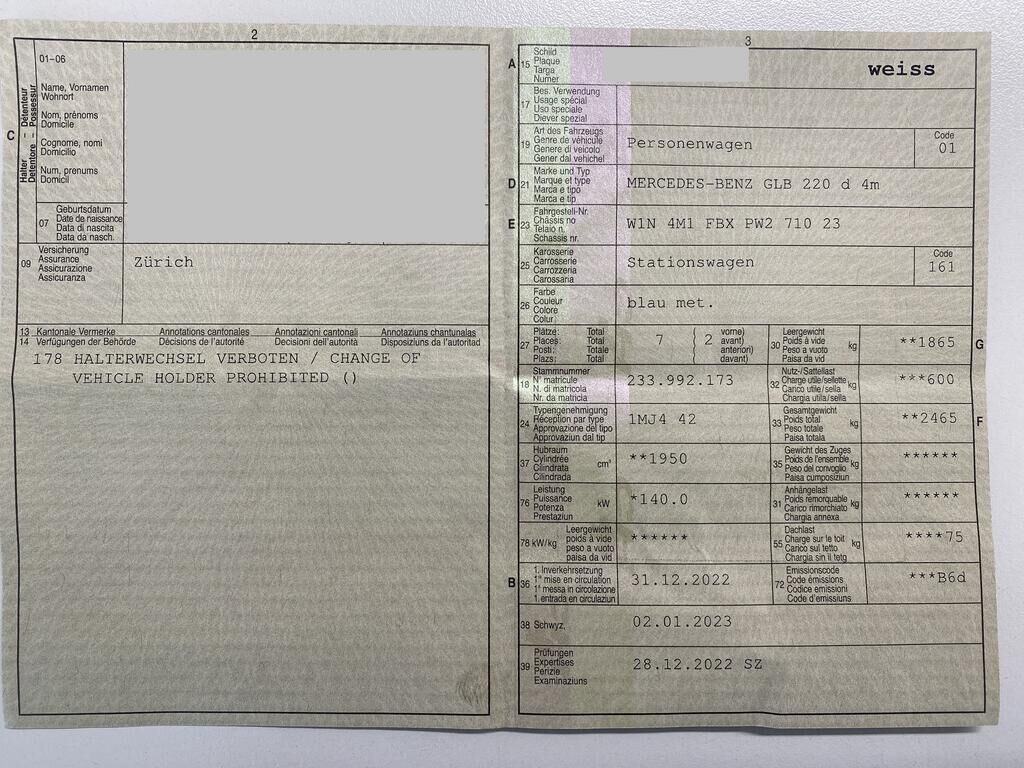 2
01-06
Name, Vornamen
Wohnort
Nom, prénoms
Domicile
Cognome, nomi
Domicilio
Num, prenums
Domicil
C
Halter – Détenteur
Detentore – Possessur
07
Geburtsdatum
Date de naissance
Data di nascita
Data da nasch.
09
Versicherung
Assurance
Assicurazione
Assicuranza
Zürich
13 Kantonale Vermerke Annotations cantonales Annotazioni cantonali Annotaziuns chantunalas
14 Verfügungen der Behörde Décisions de l'autorité Decisioni dell'autorità Disposiziuns da l'autoritad
178 HALTERWECHSEL VERBOTEN / CHANGE OF
VEHICLE HOLDER PROHIBITED ()
3
A 15
Schild
Plaque
Targa
Numer
weiss
17
Bes. Verwendung
Usage spécial
Uso speciale
Diever spezial
19
Art des Fahrzeugs
Genre de véhicule
Genere di veicolo
Gener dal vehichel
Personenwagen
Code
01
D 21
Marke und Typ
Marque et type
Marca e tipo
Marca e tip
MERCEDES-BENZ GLB 220 d 4m
E 23
Fahrgestell-Nr.
Châssis no
Telaio n.
Schassis nr.
W1N 4M1 FBX PW2 710 23
25
Karosserie
Carrosserie
Carrozzeria
Carossaria
Stationswagen
Code
161
26
Farbe
Couleur
Colore
Colur
blau met.
27
Plätze: Total
Places: Total
Posti: Totale
Plazs: Total
7 ( 2
vorne)
avant)
anteriori)
davant)
30
Leergewicht
Poids à vide
Peso a vuoto
Paisa da vid
kg
**1865
G
18
Stammnummer
N° matricule
N. di matricola
Nr. da matricla
233.992.173
32
Nutz-/Sattellast
Charge utile/sellette
Carico utile/sella
Chargia utila/sella
kg
***600
24
Typengenehmigung
Réception par type
Approvazione del tipo
Approvaziun dal tip
1MJ4 42
33
Gesamtgewicht
Poids total
Peso totale
Paisa totala
kg
**2465
F
37
Hubraum
Cylindrée
Cilindrata
Cilindrada
cm³
**1950
35
Gewicht des Zuges
Poids de l'ensemble
Peso del convoglio
Paisa cumposiziun
kg
******
76
Leistung
Puissance
Potenza
Prestaziun
kW
*140.0
31
Anhängelast
Poids remorquable
Carico rimorchiato
Chargia annexa
kg
******
78 kW/kg
Leergewicht
poids à vide
peso a vuoto
paisa da vid
******
55
Dachlast
Charge sur le toit
Carico sul tetto
Chargia sin il tetg
kg
****75
B 36
1. Inverkehrsetzung
1re mise en circulation
1a messa in circolazione
1. entrada en circulaziun
31.12.2022
72
Emissionscode
Code émissions
Codice emissioni
Code d'emissiuns
***B6d
38 Schwyz,
02.01.2023
39
Prüfungen
Expertises
Perizie
Examinaziuns
28.12.2022 SZ